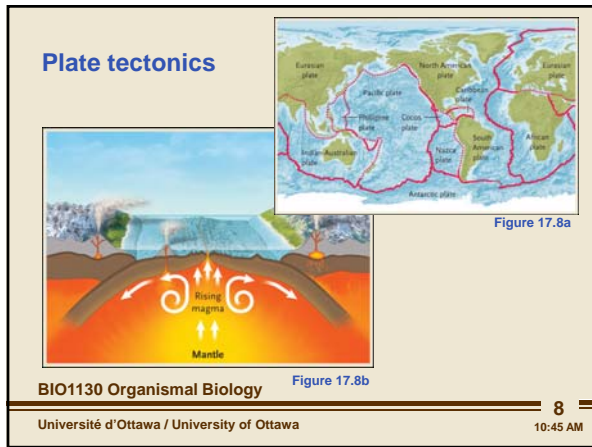 Plate tectonics
Eurasian
plate
North American
plate
Eurasian
plate
Pacific plate
Caribbean
plate
Philippine
plate
Cocos
plate
South
American
plate
African
plate
Indian-Australian
plate
Nazca
plate
Antarctic plate
Figure 17.8a
Rising
magma
Mantle
Figure 17.8b
BIO1130 Organismal Biology
Université d'Ottawa / University of Ottawa
8
10:45 AM